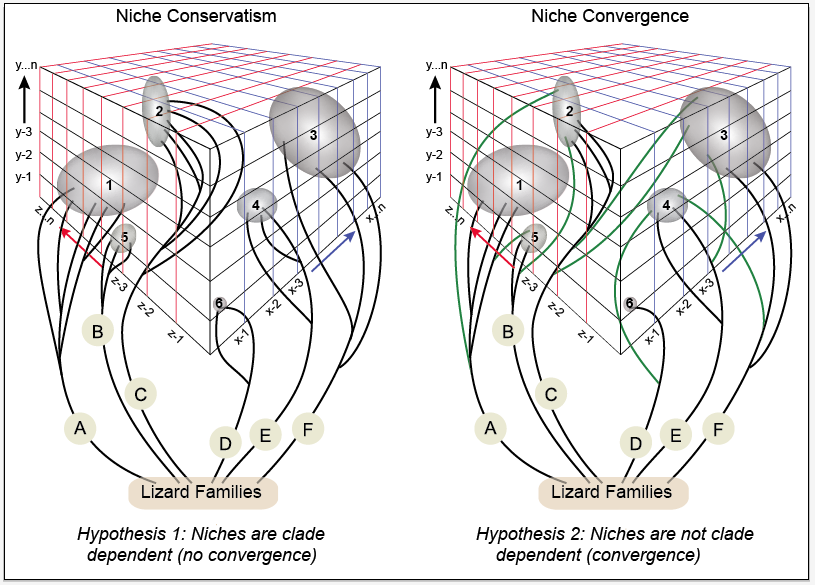 Niche Conservatism
y...n
y-3
y-2
y-1
z...n
z-3
z-2
z-1
x-1
x-2
x-3
x...n
1
2
3
4
5
6
A
B
C
D
E
F
Lizard Families
Hypothesis 1: Niches are clade
dependent (no convergence)
Niche Convergence
y...n
y-3
y-2
y-1
z...n
z-3
z-2
z-1
x-1
x-2
x-3
x...n
1
2
3
4
5
6
A
B
C
D
E
F
Lizard Families
Hypothesis 2: Niches are not clade
dependent (convergence)